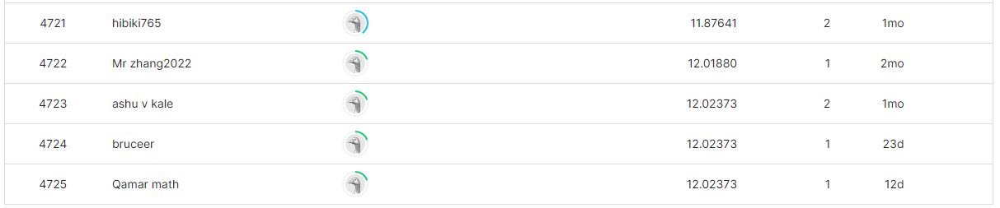 4721 hibiki765 11.87641 2 1mo
4722 Mr zhang2022 12.01880 1 2mo
4723 ashu v kale 12.02373 2 1mo
4724 bruceer 12.02373 1 23d
4725 Qamar math 12.02373 1 12d